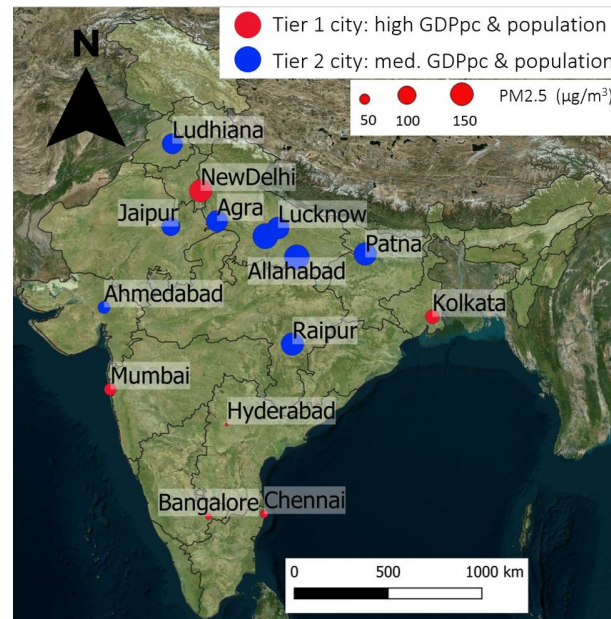 Tier 1 city: high GDPpc & population
Tier 2 city: med. GDPpc & population
N
PM2.5 (µg/m³)
50 100 150
Ludhiana
NewDelhi
Jaipur
Agra
Lucknow
Patna
Allahabad
Ahmedabad
Kolkata
Raipur
Mumbai
Hyderabad
Bangalore
Chennai
0 500 1000 km